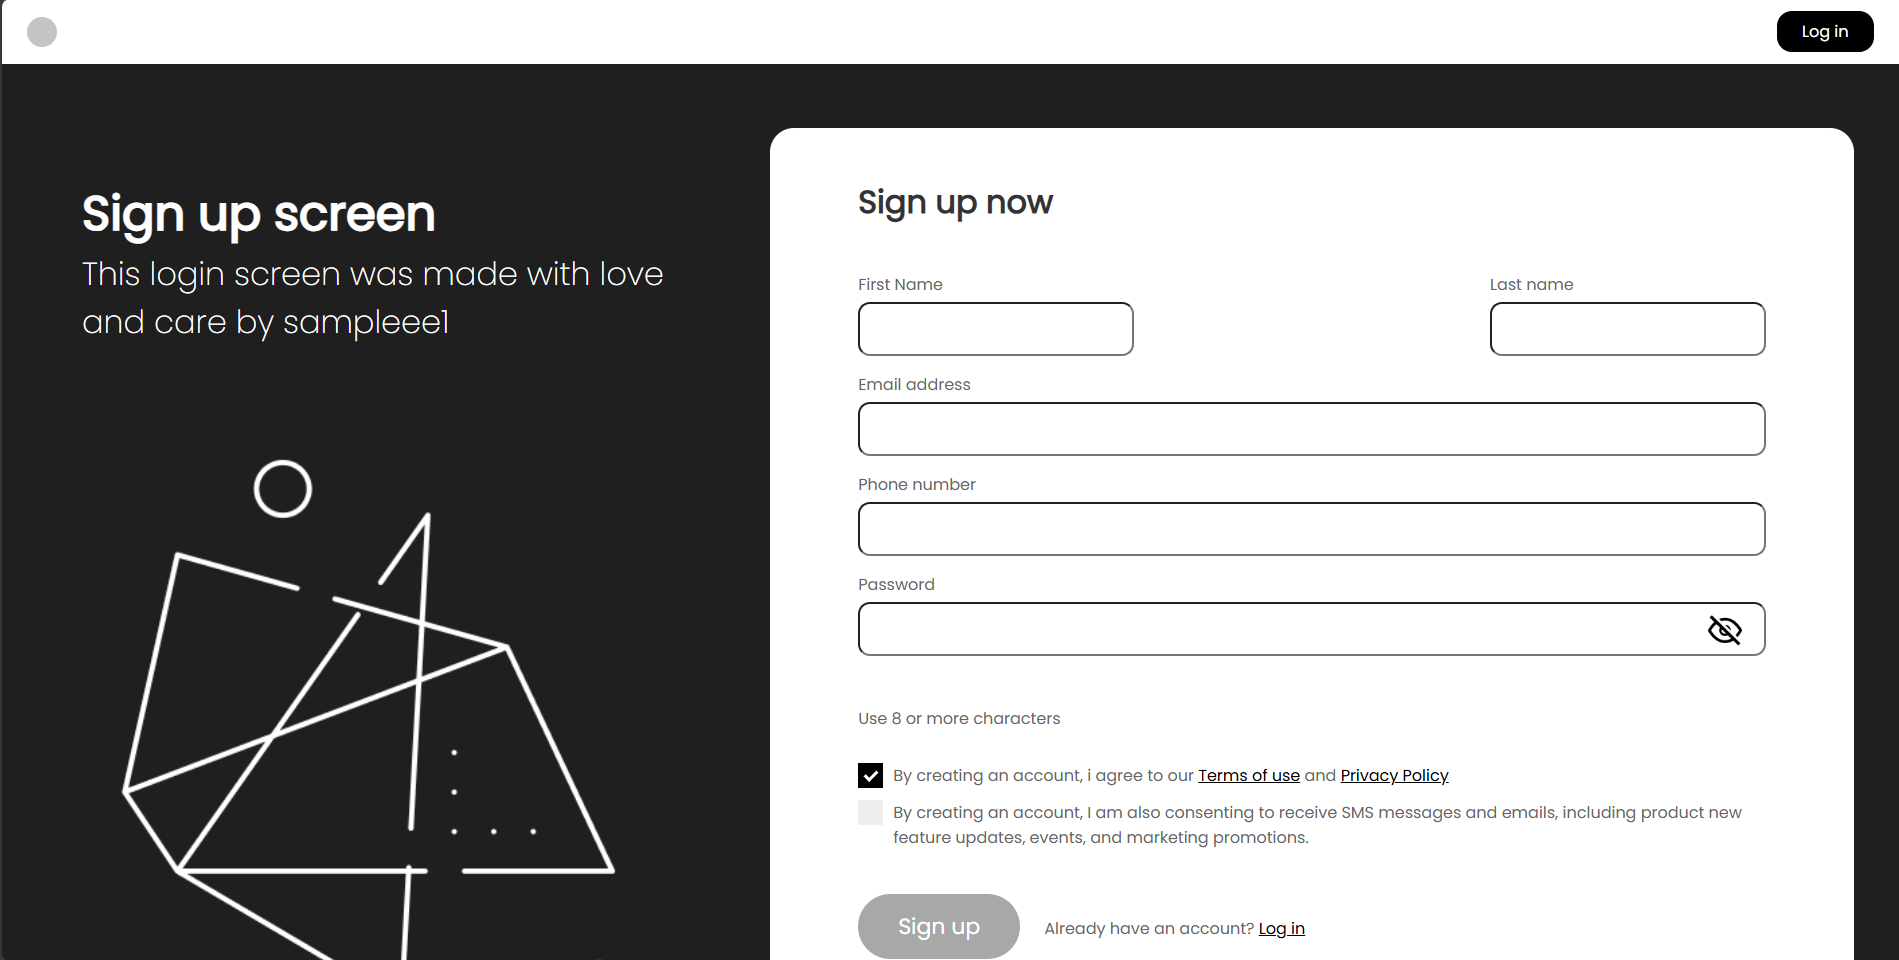 Log in
Sign up screen
This login screen was made with love
and care by sampleee1
Sign up now
First Name
Last name
Email address
Phone number
Password
Use 8 or more characters
By creating an account, i agree to our Terms of use and Privacy Policy
By creating an account, I am also consenting to receive SMS messages and emails, including product new
feature updates, events, and marketing promotions.
Sign up
Already have an account? Log in